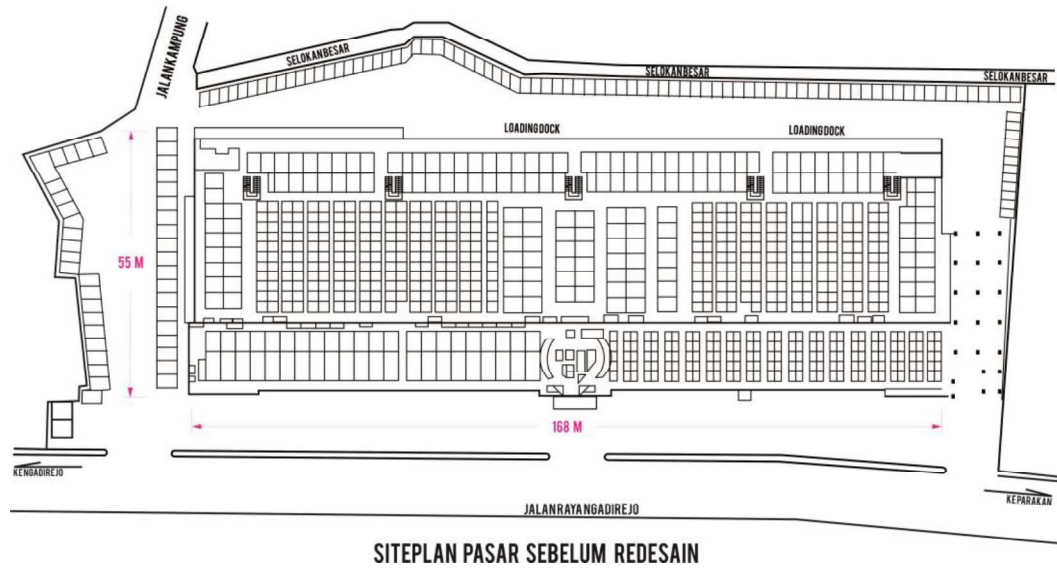 JALANKAMPUNG
SELOKANBESAR
SELOKANBESAR
SELOKANBESAR
LOADINGDOCK
LOADINGDOCK
55 M
168 M
KENGADIREJO
KEPARAKAN
JALANRAYANGADIREJO
SITEPLAN PASAR SEBELUM REDESAIN